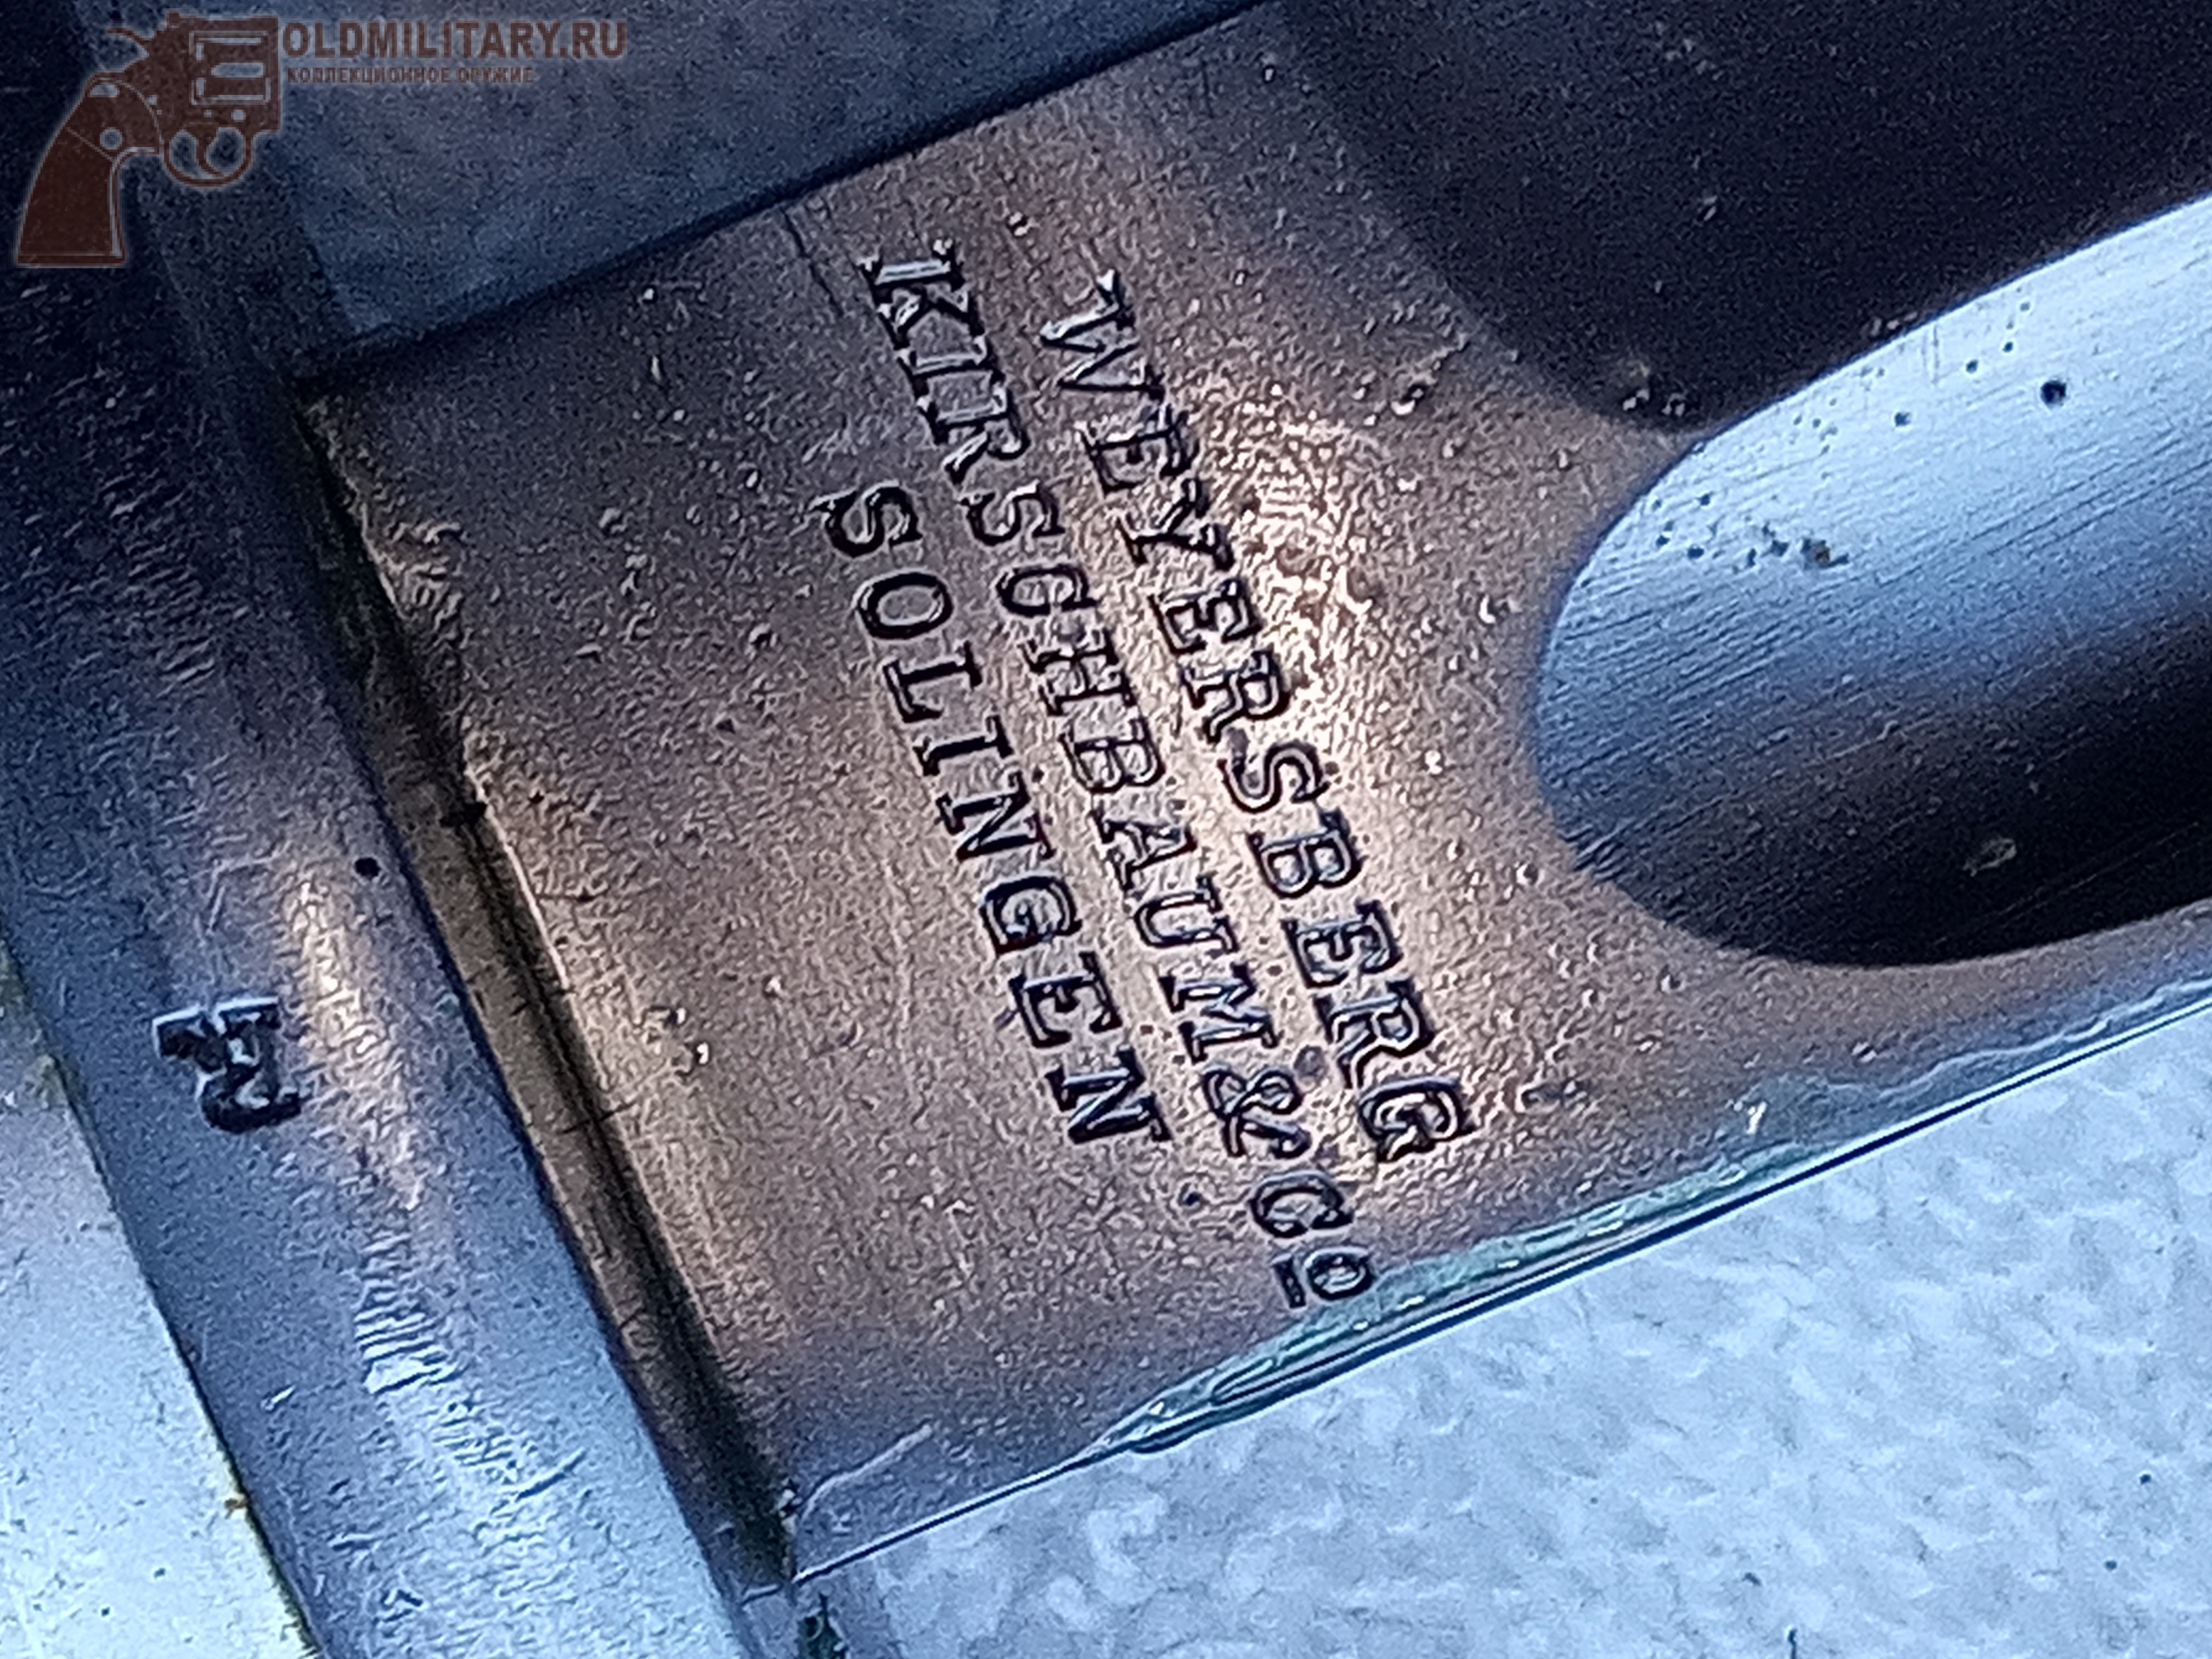 OLDMILITARY.RU
КОЛЛЕКЦИОННОЕ ОРУЖИЕ
WEYERSBERG
KIRSCHBAUM & Co
SOLINGEN